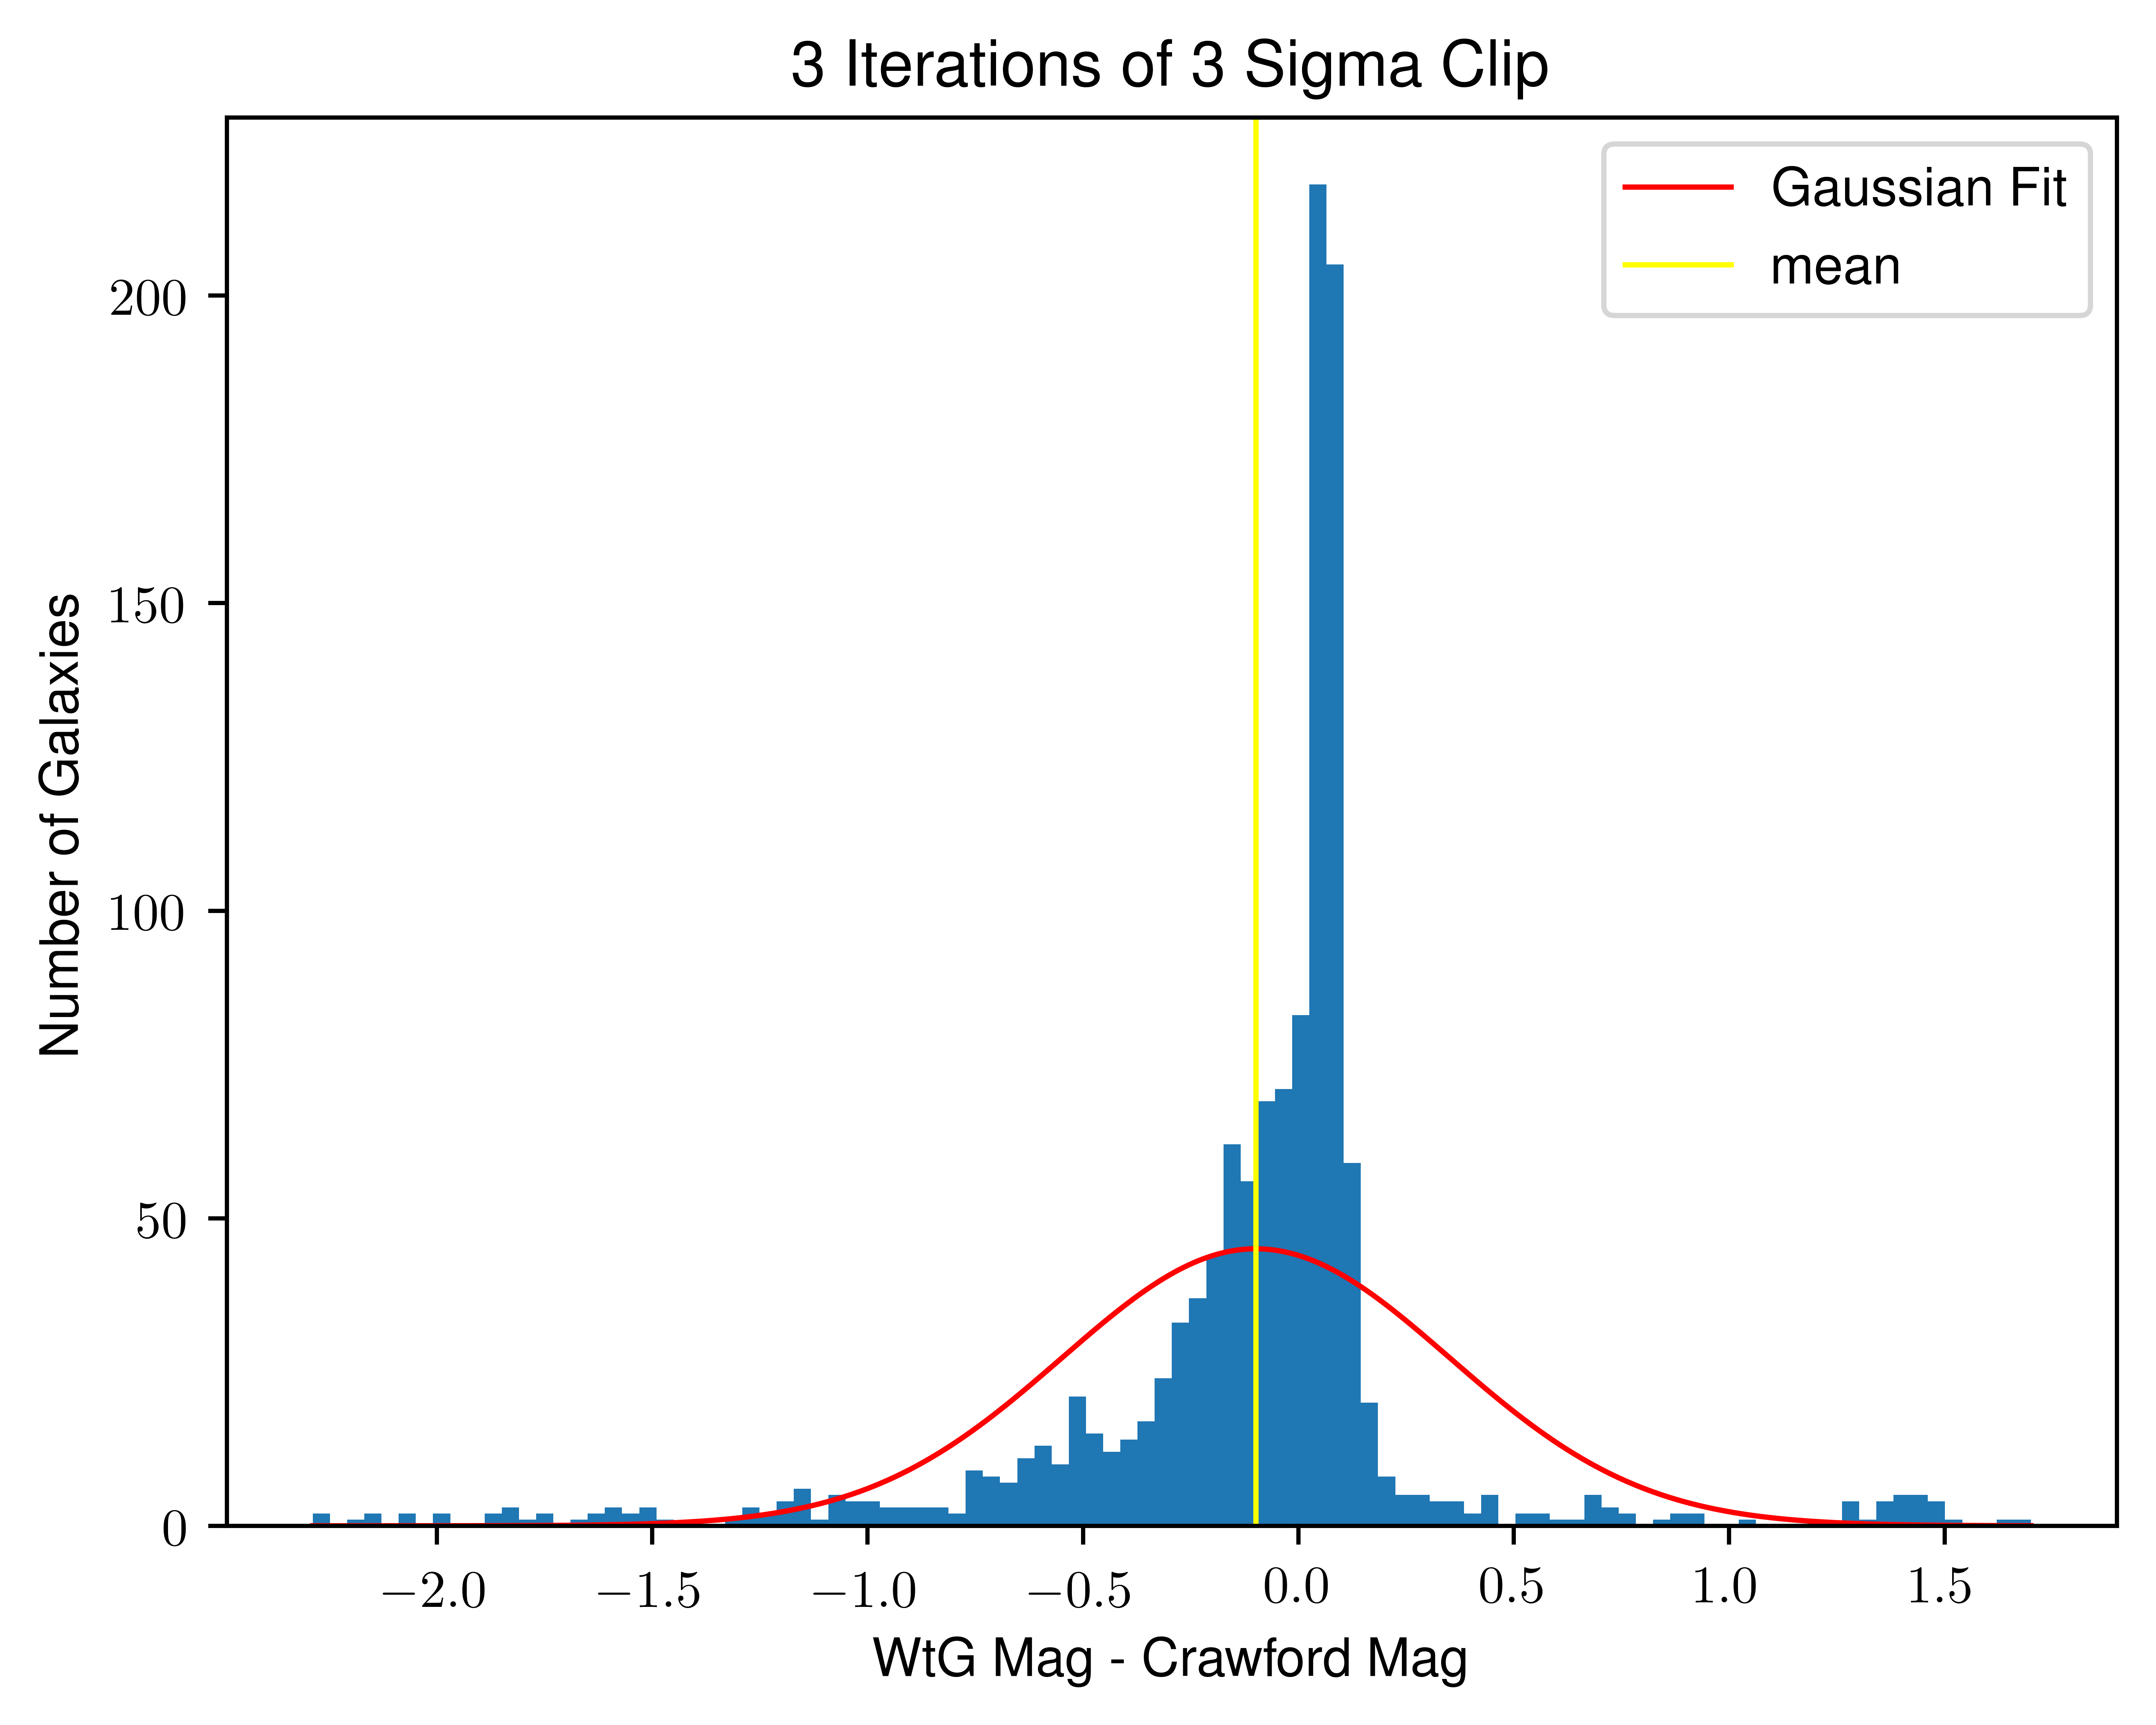 3 Iterations of 3 Sigma Clip
Gaussian Fit
mean
200
150
100
50
0
Number of Galaxies
−2.0 −1.5 −1.0 −0.5 0.0 0.5 1.0 1.5
WtG Mag - Crawford Mag